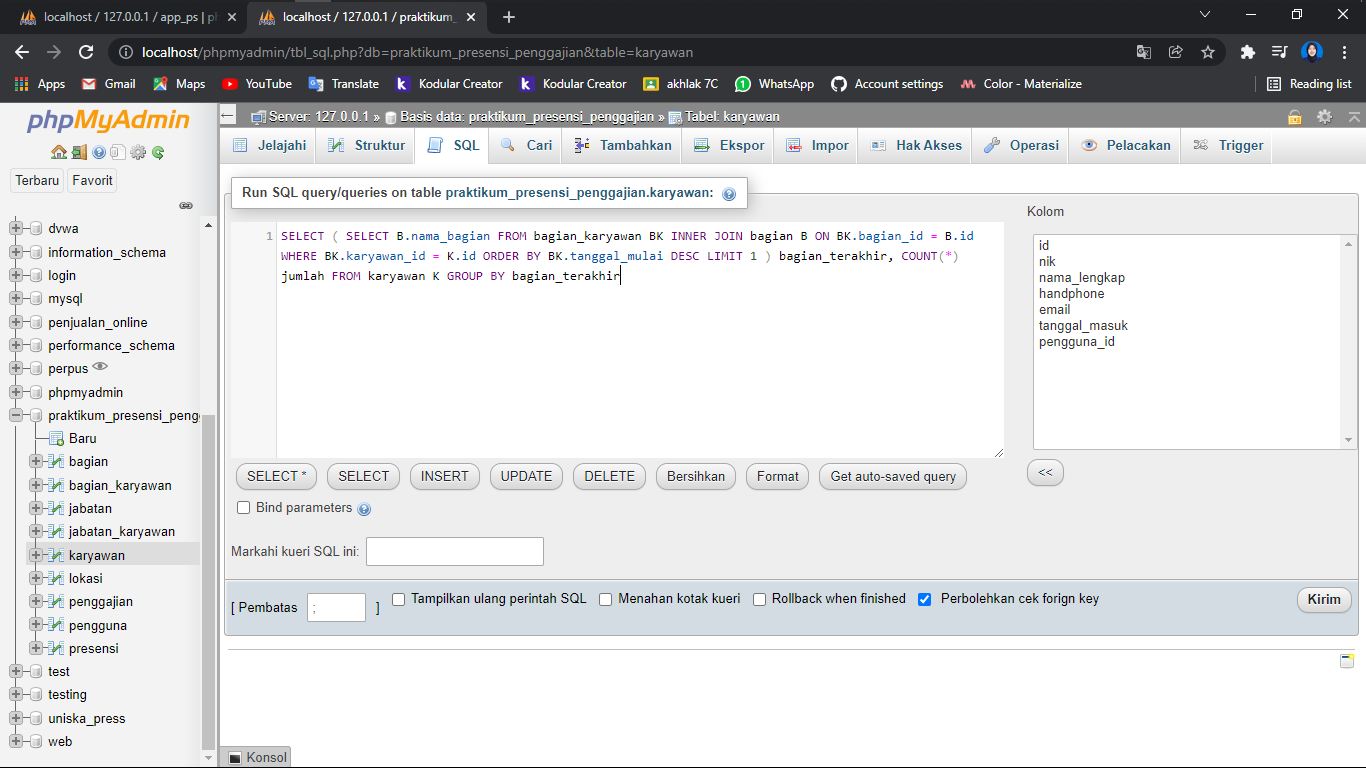 localhost / 127.0.0.1 / app_ps | ph
localhost / 127.0.0.1 / praktikum_
localhost/phpmyadmin/tbl_sql.php?db=praktikum_presensi_penggajian&table=karyawan
Apps Gmail Maps YouTube Translate Kodular Creator Kodular Creator akhlak 7C WhatsApp Account settings Color - Materialize Reading list
phpMyAdmin
Terbaru Favorit
dvwa
information_schema
login
mysql
penjualan_online
performance_schema
perpus
phpmyadmin
praktikum_presensi_peng
Baru
bagian
bagian_karyawan
jabatan
jabatan_karyawan
karyawan
lokasi
penggajian
pengguna
presensi
test
testing
uniska_press
web
Server: 127.0.0.1 » Basis data: praktikum_presensi_penggajian » Tabel: karyawan
Jelajahi Struktur SQL Cari Tambahkan Ekspor Impor Hak Akses Operasi Pelacakan Trigger
Run SQL query/queries on table praktikum_presensi_penggajian.karyawan:
1 SELECT ( SELECT B.nama_bagian FROM bagian_karyawan BK INNER JOIN bagian B ON BK.bagian_id = B.id
WHERE BK.karyawan_id = K.id ORDER BY BK.tanggal_mulai DESC LIMIT 1 ) bagian_terakhir, COUNT(*)
jumlah FROM karyawan K GROUP BY bagian_terakhir
Kolom
id
nik
nama_lengkap
handphone
email
tanggal_masuk
pengguna_id
<<
SELECT * SELECT INSERT UPDATE DELETE Bersihkan Format Get auto-saved query
Bind parameters
Markahi kueri SQL ini:
[ Pembatas ; ] Tampilkan ulang perintah SQL Menahan kotak kueri Rollback when finished Perbolehkan cek forign key Kirim
Konsol